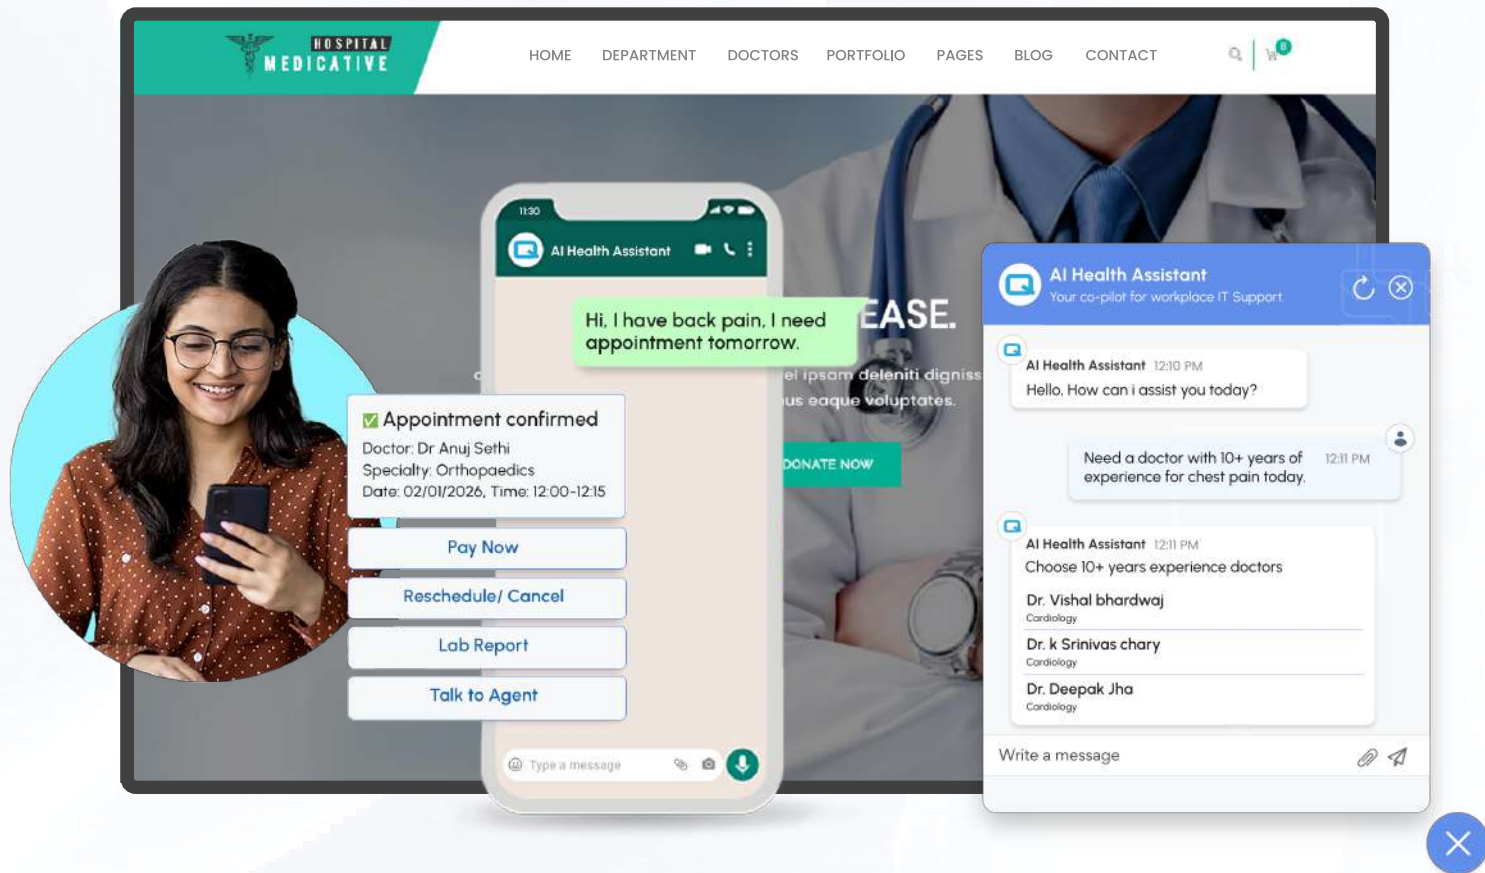 HOSPITAL
MEDICATIVE
HOME DEPARTMENT DOCTORS PORTFOLIO PAGES BLOG CONTACT
8
11:30
AI Health Assistant
Hi, I have back pain, I need
appointment tomorrow.
EASE.
el ipsam deleniti digniss
us eaque voluptates.
DONATE NOW
✅ Appointment confirmed
Doctor: Dr Anuj Sethi
Specialty: Orthopaedics
Date: 02/01/2026, Time: 12:00-12:15
Pay Now
Reschedule/ Cancel
Lab Report
Talk to Agent
Type a message
AI Health Assistant
Your co-pilot for workplace IT Support
AI Health Assistant 12:10 PM
Hello. How can i assist you today?
Need a doctor with 10+ years of
experience for chest pain today.
12:11 PM
AI Health Assistant 12:11 PM
Choose 10+ years experience doctors
Dr. Vishal bhardwaj
Cardiology
Dr. k Srinivas chary
Cardiology
Dr. Deepak Jha
Cardiology
Write a message